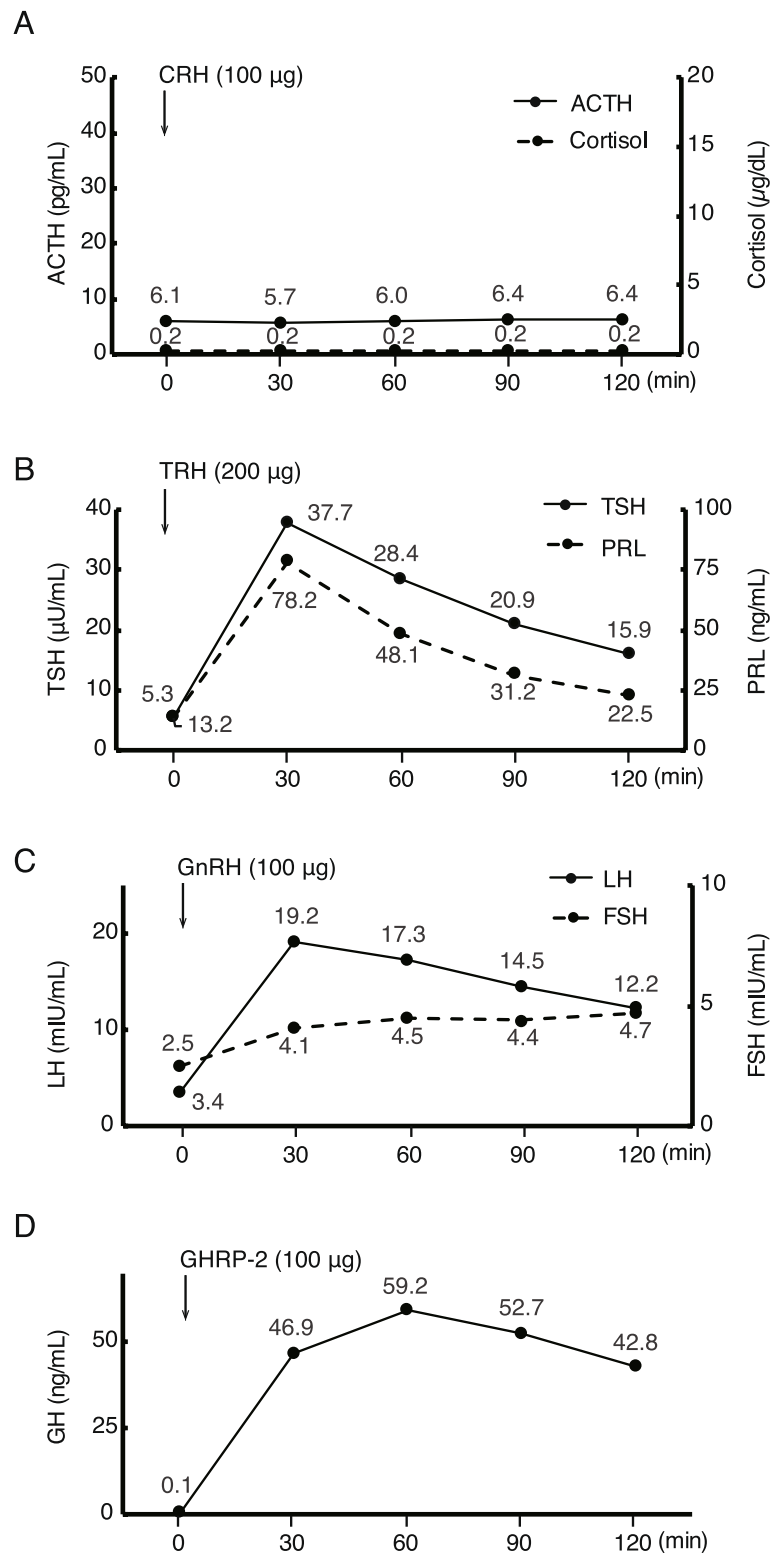 A
CRH (100 µg)
50
40
30
20
10
0
ACTH (pg/mL)
ACTH
Cortisol
20
15
10
5
0
Cortisol (µg/dL)
6.1 5.7 6.0 6.4 6.4
0.2 0.2 0.2 0.2 0.2
0 30 60 90 120 (min)
B
TRH (200 µg)
40
30
20
10
0
TSH (µU/mL)
TSH
PRL
100
75
50
25
0
PRL (ng/mL)
5.3 37.7 28.4 20.9 15.9
13.2 78.2 48.1 31.2 22.5
0 30 60 90 120 (min)
C
GnRH (100 µg)
20
10
0
LH (mIU/mL)
LH
FSH
10
5
0
FSH (mIU/mL)
3.4 19.2 17.3 14.5 12.2
2.5 4.1 4.5 4.4 4.7
0 30 60 90 120 (min)
D
GHRP-2 (100 µg)
50
25
0
GH (ng/mL)
0.1 46.9 59.2 52.7 42.8
0 30 60 90 120 (min)